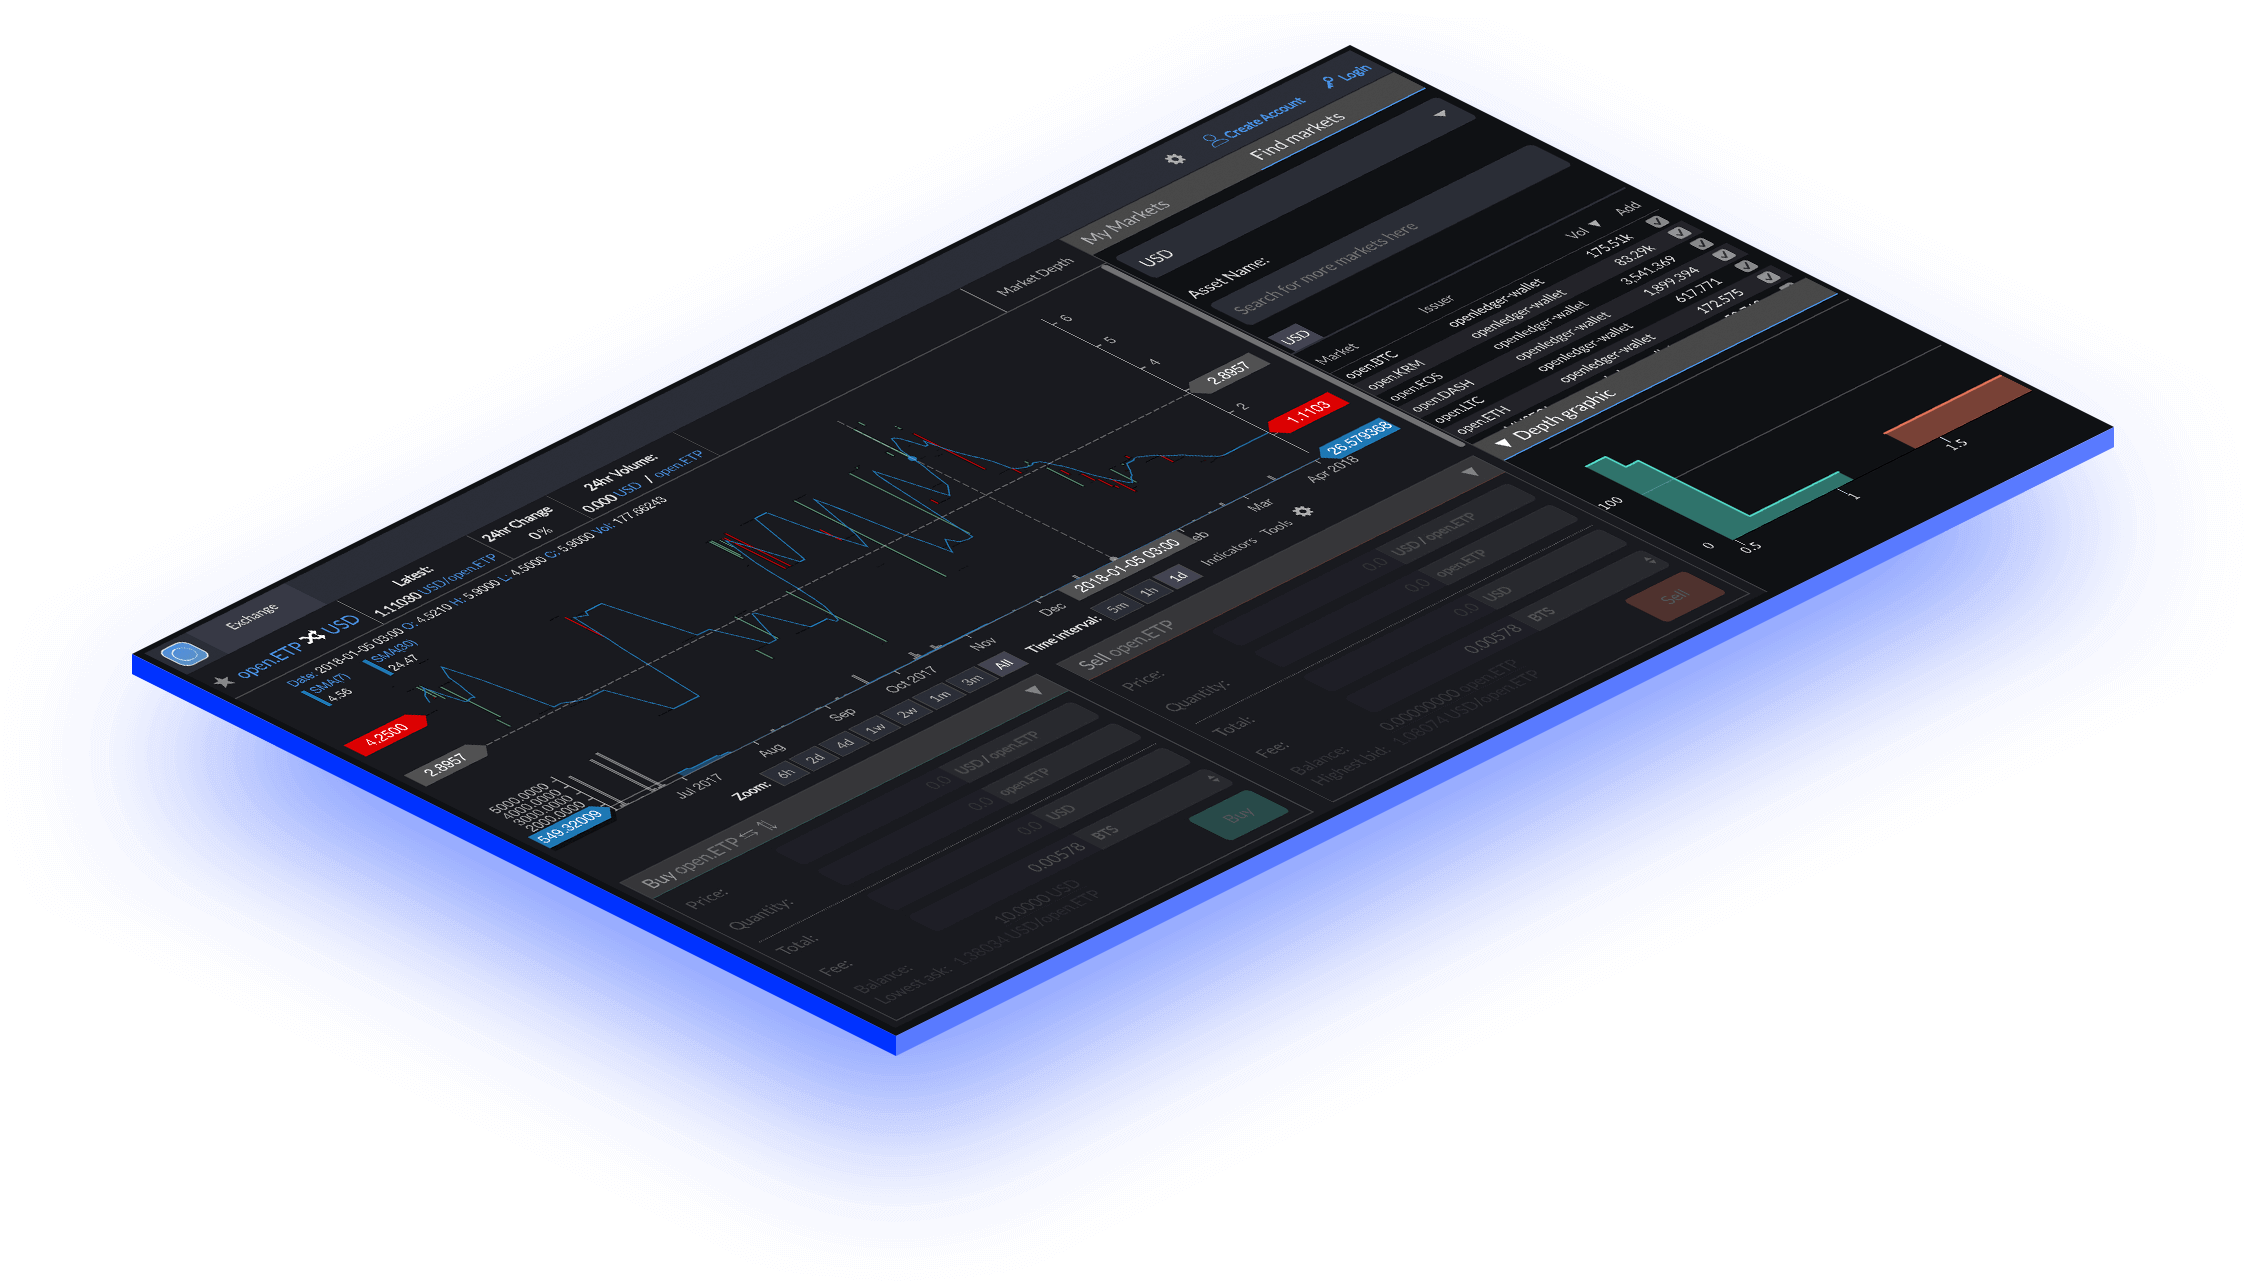 Exchange
Create Account
Login
open.ETP USD
Latest:
1.11030 USD/open.ETP
24hr Change
0%
24hr Volume:
0.000 USD / open.ETP
Market Depth
Date: 2018-01-05 03:00 O: 4.5210 H: 5.9000 L: 4.5000 C: 5.9000 Vol: 177.66243
SMA(7)
4.56
SMA(30)
24.47
6
5
4
2.8957
2
1.1103
26.579368
4.2500
2.8957
5000.0000
4000.0000
3000.0000
2000.0000
549.32009
Jul 2017
Aug
Sep
Oct 2017
Nov
Dec
2018-01-05 03:00
eb
Mar
Apr 2018
Zoom: 6h 2d 4d 1w 2w 1m 3m All
Time interval: 5m 1h 1d
Indicators Tools
Buy open.ETP
Price: 0.0 USD / open.ETP
Quantity: 0.0 open.ETP
Total: 0.0 USD
Fee: 0.00578 BTS
Balance: 10.0000 USD
Lowest ask: 1.38034 USD/open.ETP
Buy
Sell open.ETP
Price: 0.0 USD / open.ETP
Quantity: 0.0 open.ETP
Total: 0.0 USD
Fee: 0.00578 BTS
Balance: 0.00000000 open.ETP
Highest bid: 1.08074 USD/open.ETP
Sell
My Markets
Find markets
USD
Asset Name:
Search for more markets here
USD
Market Issuer Vol Add
open.BTC openledger-wallet 175.51k
open.KRM openledger-wallet 83.29k
open.EOS openledger-wallet 3,541.369
open.DASH openledger-wallet 1,899.394
open.LTC openledger-wallet 617.771
open.ETH openledger-wallet 172.575
Depth graphic
100
0
0.5
1
1.5